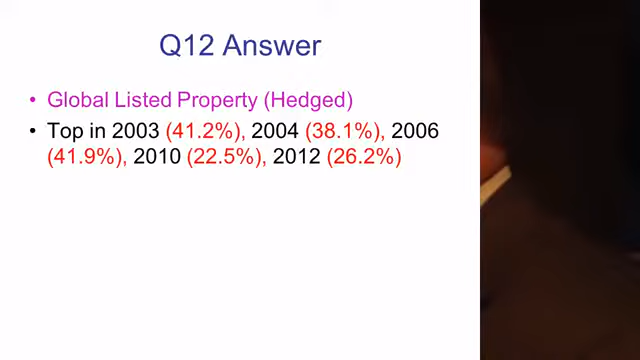 Q12 Answer
• Global Listed Property (Hedged)
• Top in 2003 (41.2%), 2004 (38.1%), 2006
(41.9%), 2010 (22.5%), 2012 (26.2%)